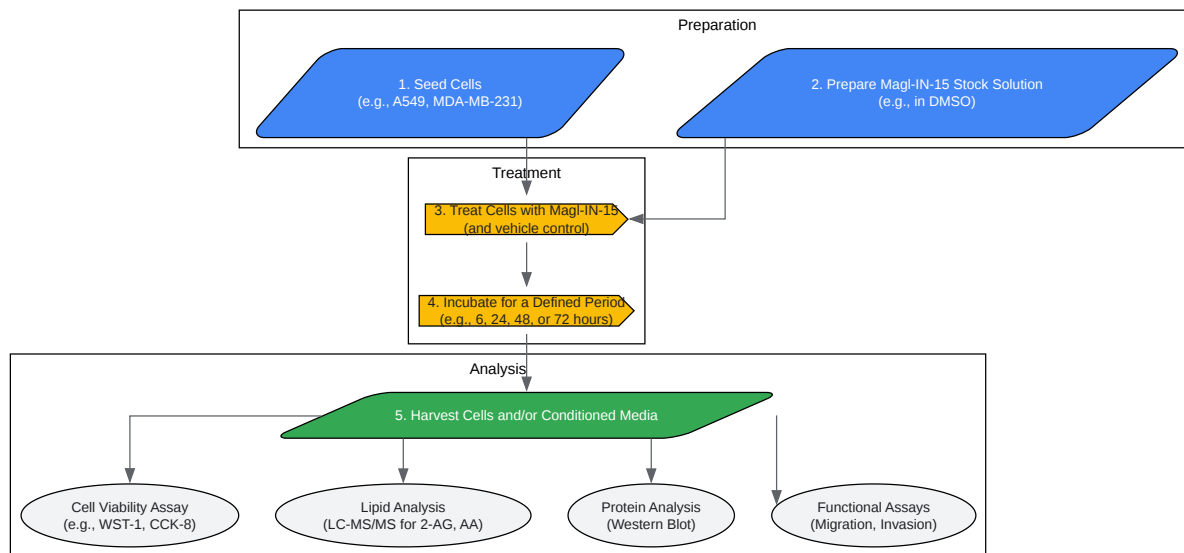 Preparation
1. Seed Cells
(e.g., A549, MDA-MB-231)
2. Prepare Magl-IN-15 Stock Solution
(e.g., in DMSO)
Treatment
3. Treat Cells with Magl-IN-15
(and vehicle control)
4. Incubate for a Defined Period
(e.g., 6, 24, 48, or 72 hours)
Analysis
5. Harvest Cells and/or Conditioned Media
Cell Viability Assay
(e.g., WST-1, CCK-8)
Lipid Analysis
(LC-MS/MS for 2-AG, AA)
Protein Analysis
(Western Blot)
Functional Assays
(Migration, Invasion)